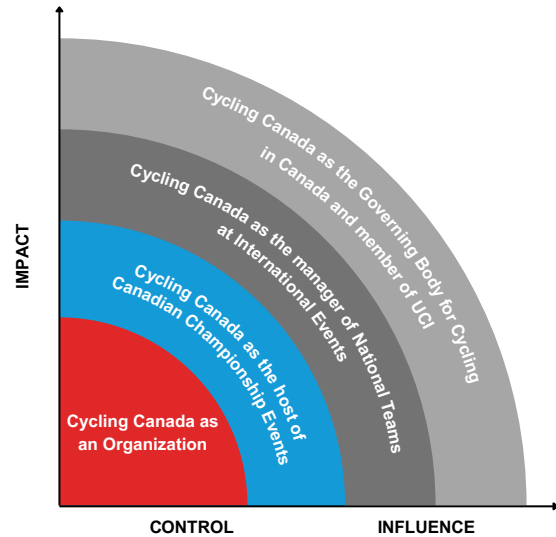 Cycling Canada as the Governing Body for Cycling
in Canada and member of UCI
Cycling Canada as the manager of National Teams
at International Events
Cycling Canada as the host of
Canadian Championship Events
Cycling Canada as
an Organization
IMPACT
CONTROL
INFLUENCE